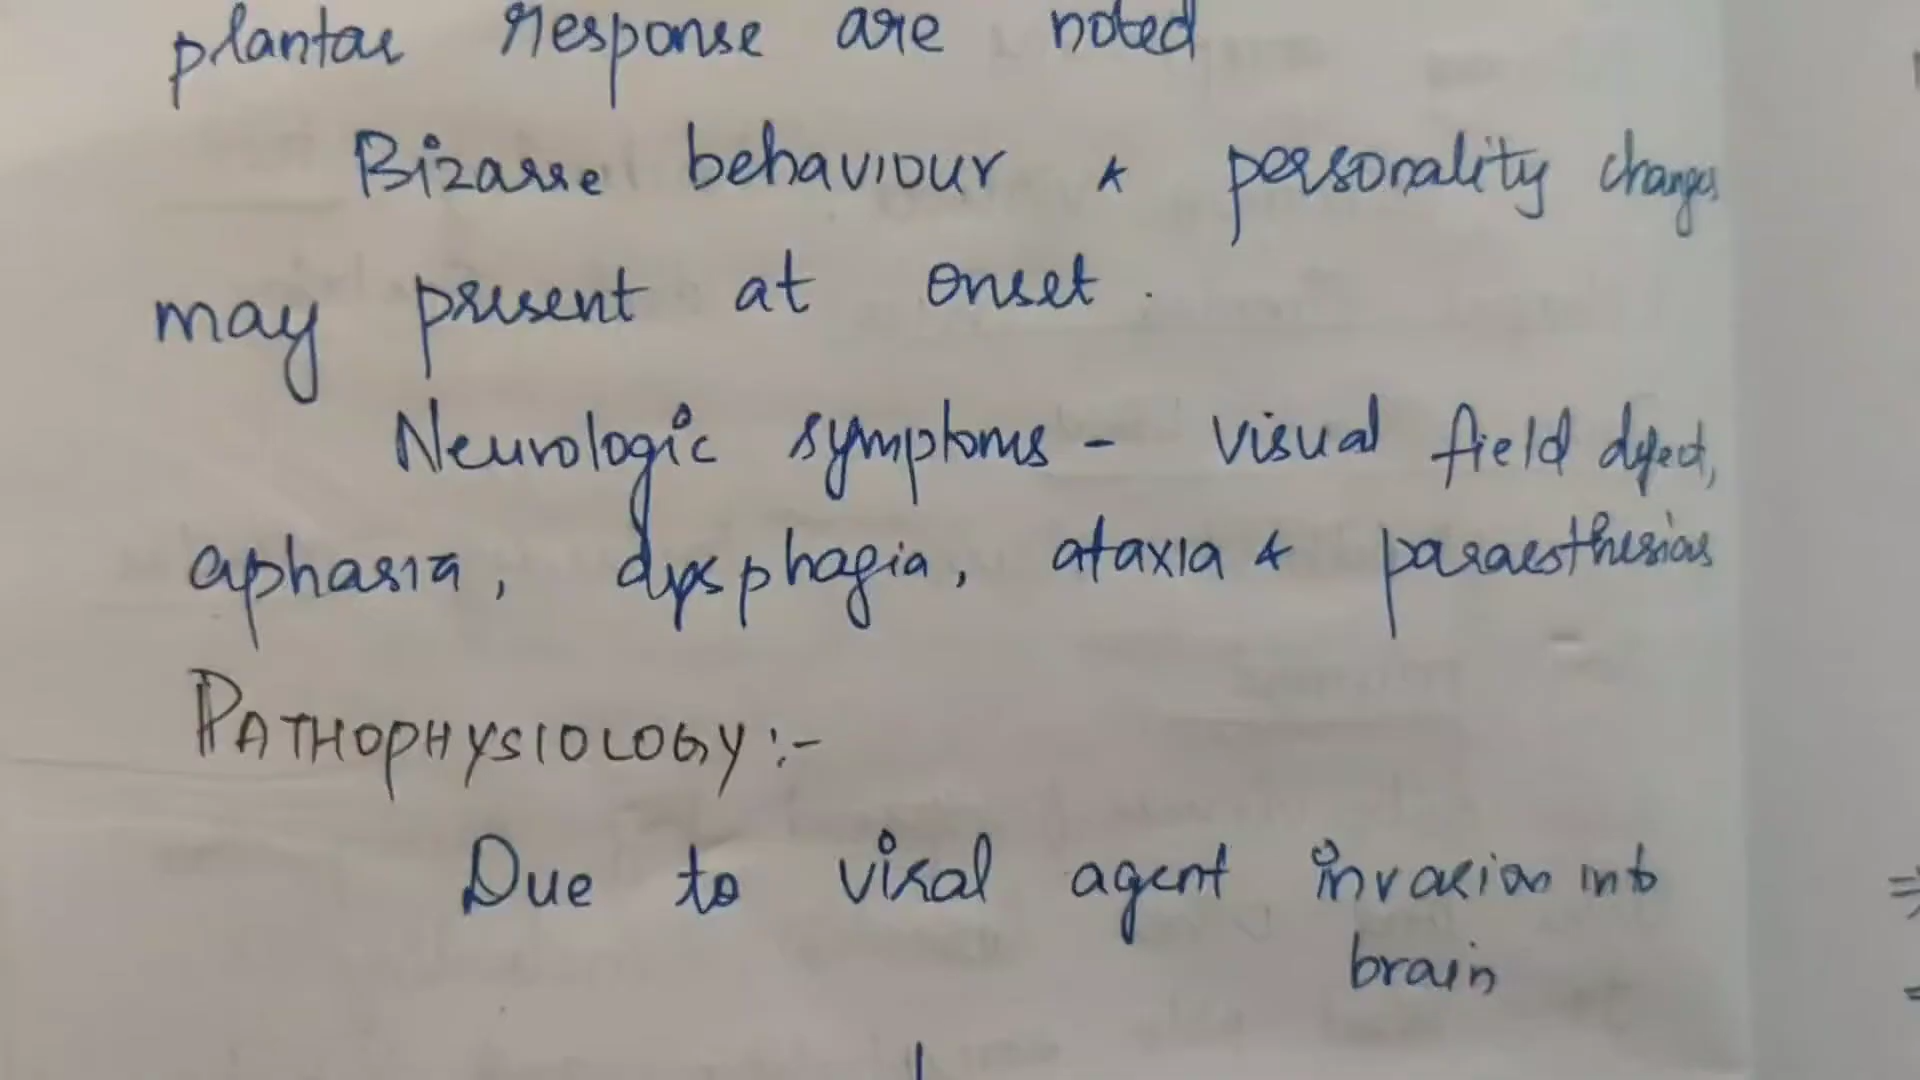 plantar response are noted
Bizarre behaviour & personality changes
may present at onset.
Neurologic symptoms - visual field defect,
aphasia, dysphagia, ataxia & paraesthesias
PATHOPHYSIOLOGY :-
Due to viral agent invasion into
brain